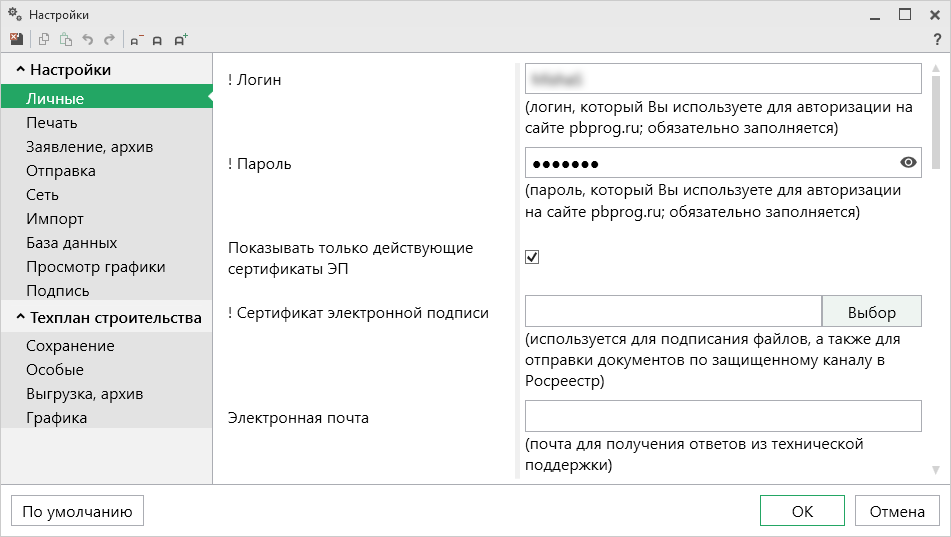 Настройки
Настройки
Личные
Печать
Заявление, архив
Отправка
Сеть
Импорт
База данных
Просмотр графики
Подпись
Техплан строительства
Сохранение
Особые
Выгрузка, архив
Графика
! Логин
(логин, который Вы используете для авторизации на
сайте pbprog.ru; обязательно заполняется)
! Пароль
(пароль, который Вы используете для авторизации
на сайте pbprog.ru; обязательно заполняется)
Показывать только действующие
сертификаты ЭП
! Сертификат электронной подписи
Выбор
(используется для подписания файлов, а также для
отправки документов по защищенному каналу в
Росреестр)
Электронная почта
(почта для получения ответов из технической
поддержки)
По умолчанию
ОК
Отмена